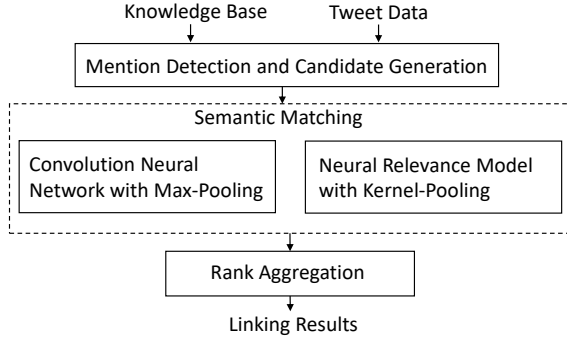 Knowledge Base
Tweet Data
Mention Detection and Candidate Generation
Semantic Matching
Convolution Neural
Network with Max-Pooling
Neural Relevance Model
with Kernel-Pooling
Rank Aggregation
Linking Results